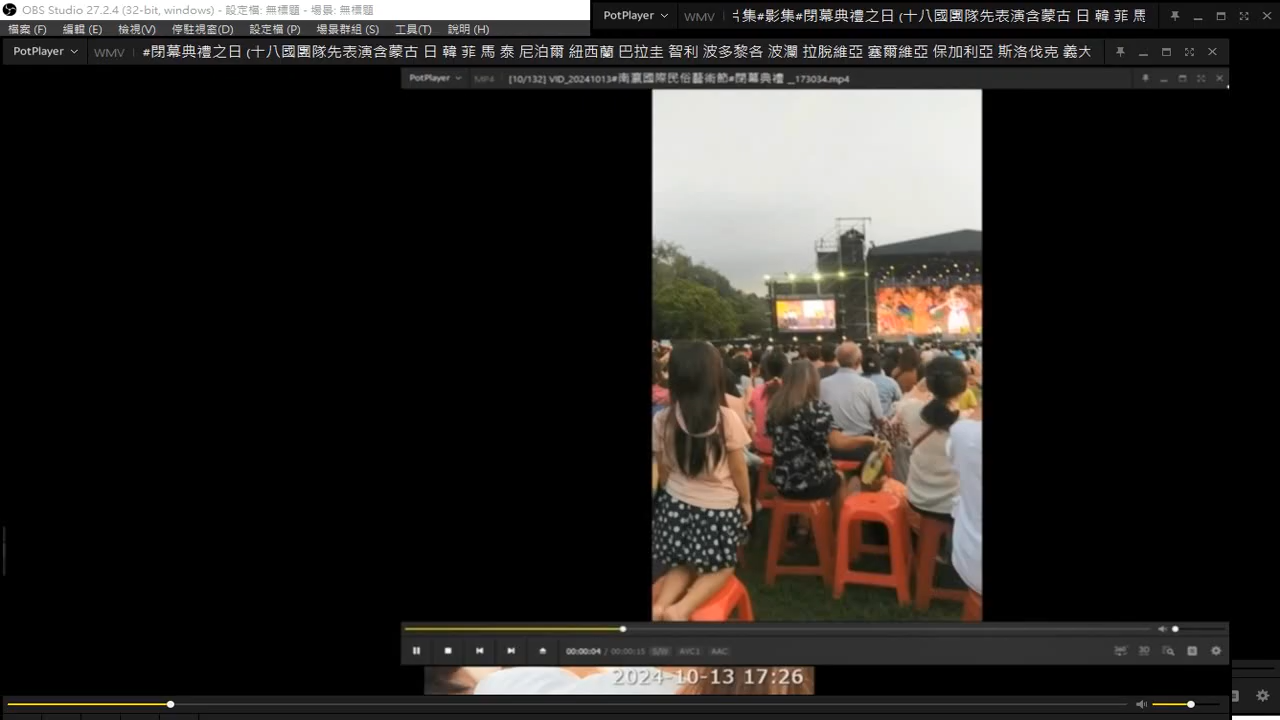 OBS Studio 27.2.4 (32-bit, windows) - 設定檔: 無標題 - 場景: 無標題
PotPlayer WMV 集#影集#閉幕典禮之日 (十八國團隊先表演含蒙古 日 韓 菲 馬
檔案 (F) 編輯 (E) 檢視(V) 停駐視窗(D) 設定檔 (P) 場景群組 (S) 工具(T) 說明 (H)
PotPlayer WMV #閉幕典禮之日 (十八國團隊先表演含蒙古 日 韓 菲 馬 泰 尼泊爾 紐西蘭 巴拉圭 智利 波多黎各 波瀾 拉脫維亞 塞爾維亞 保加利亞 斯洛伐克 義大
PotPlayer MP4 [10/132] VID_20241013#南瀛國際民俗藝術節#閉幕典禮 _173034.mp4
00:00:04 / 00:00:15 S/W AVC1 AAC
3D
2024-10-13 17:26